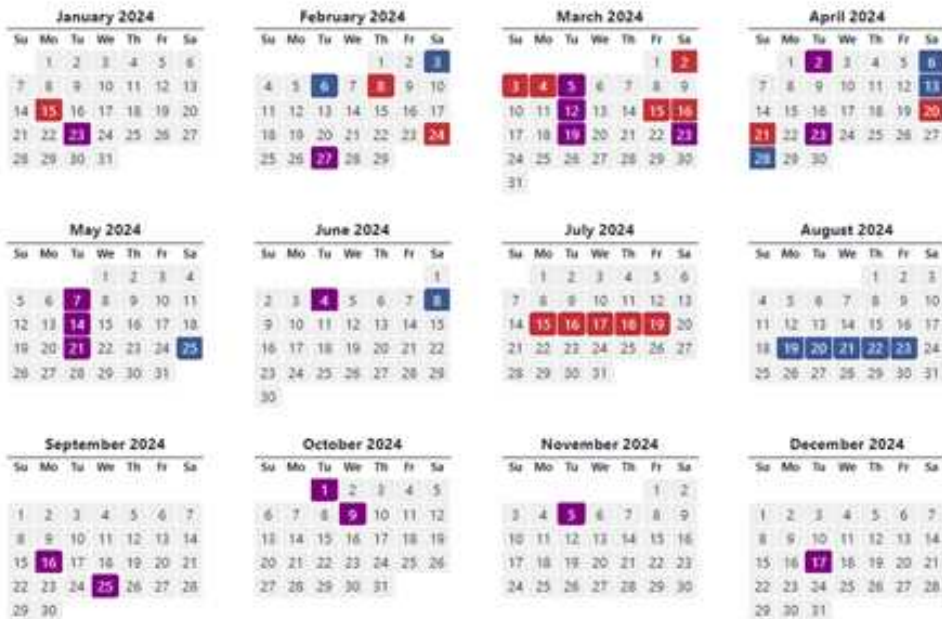 January 2024
Su Mo Tu We Th Fr Sa
1 2 3 4 5 6
7 8 9 10 11 12 13
14 15 16 17 18 19 20
21 22 23 24 25 26 27
28 29 30 31
February 2024
Su Mo Tu We Th Fr Sa
1 2 3
4 5 6 7 8 9 10
11 12 13 14 15 16 17
18 19 20 21 22 23 24
25 26 27 28 29
March 2024
Su Mo Tu We Th Fr Sa
1 2
3 4 5 6 7 8 9
10 11 12 13 14 15 16
17 18 19 20 21 22 23
24 25 26 27 28 29 30
31
April 2024
Su Mo Tu We Th Fr Sa
1 2 3 4 5 6
7 8 9 10 11 12 13
14 15 16 17 18 19 20
21 22 23 24 25 26 27
28 29 30
May 2024
Su Mo Tu We Th Fr Sa
1 2 3 4
5 6 7 8 9 10 11
12 13 14 15 16 17 18
19 20 21 22 23 24 25
26 27 28 29 30 31
June 2024
Su Mo Tu We Th Fr Sa
1
2 3 4 5 6 7 8
9 10 11 12 13 14 15
16 17 18 19 20 21 22
23 24 25 26 27 28 29
30
July 2024
Su Mo Tu We Th Fr Sa
1 2 3 4 5 6
7 8 9 10 11 12 13
14 15 16 17 18 19 20
21 22 23 24 25 26 27
28 29 30 31
August 2024
Su Mo Tu We Th Fr Sa
1 2 3
4 5 6 7 8 9 10
11 12 13 14 15 16 17
18 19 20 21 22 23 24
25 26 27 28 29 30 31
September 2024
Su Mo Tu We Th Fr Sa
1 2 3 4 5 6 7
8 9 10 11 12 13 14
15 16 17 18 19 20 21
22 23 24 25 26 27 28
29 30
October 2024
Su Mo Tu We Th Fr Sa
1 2 3 4 5
6 7 8 9 10 11 12
13 14 15 16 17 18 19
20 21 22 23 24 25 26
27 28 29 30 31
November 2024
Su Mo Tu We Th Fr Sa
1 2
3 4 5 6 7 8 9
10 11 12 13 14 15 16
17 18 19 20 21 22 23
24 25 26 27 28 29 30
December 2024
Su Mo Tu We Th Fr Sa
1 2 3 4 5 6 7
8 9 10 11 12 13 14
15 16 17 18 19 20 21
22 23 24 25 26 27 28
29 30 31